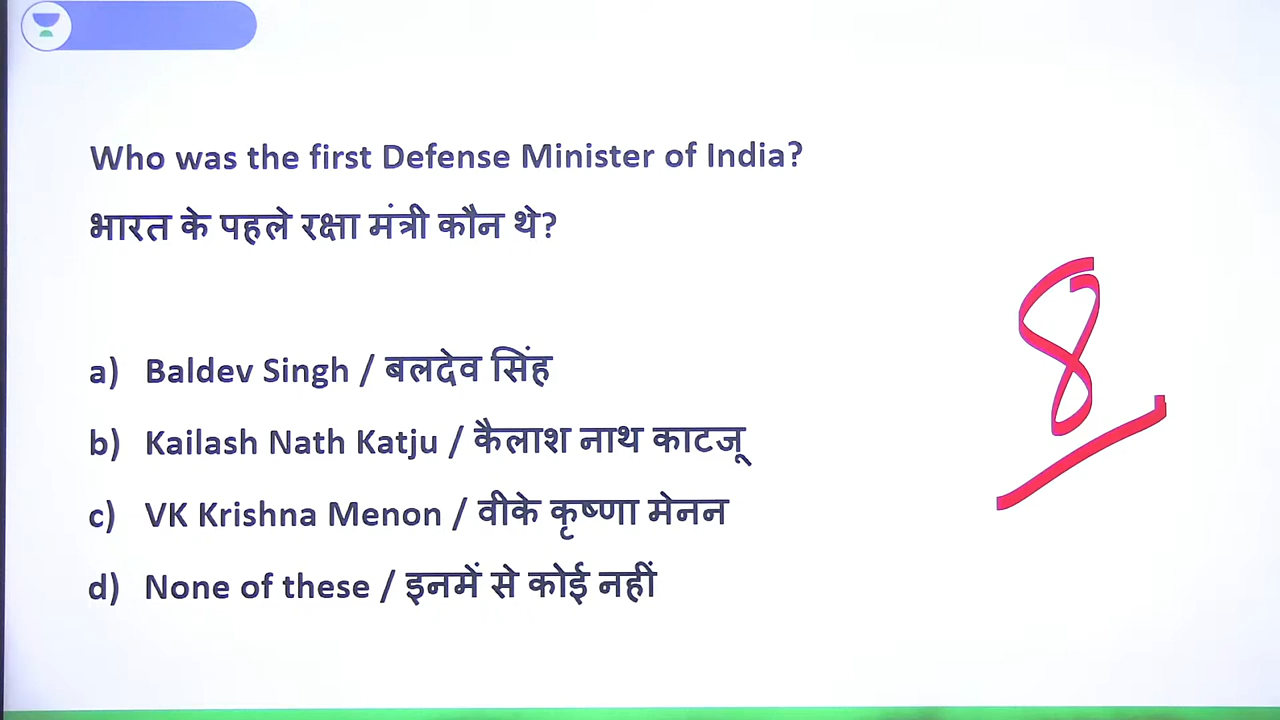 Who was the first Defense Minister of India?
भारत के पहले रक्षा मंत्री कौन थे?
8
a) Baldev Singh / बलदेव सिंह
b) Kailash Nath Katju / कैलाश नाथ काटजू
c) VK Krishna Menon / वीके कृष्णा मेनन
d) None of these / इनमें से कोई नहीं